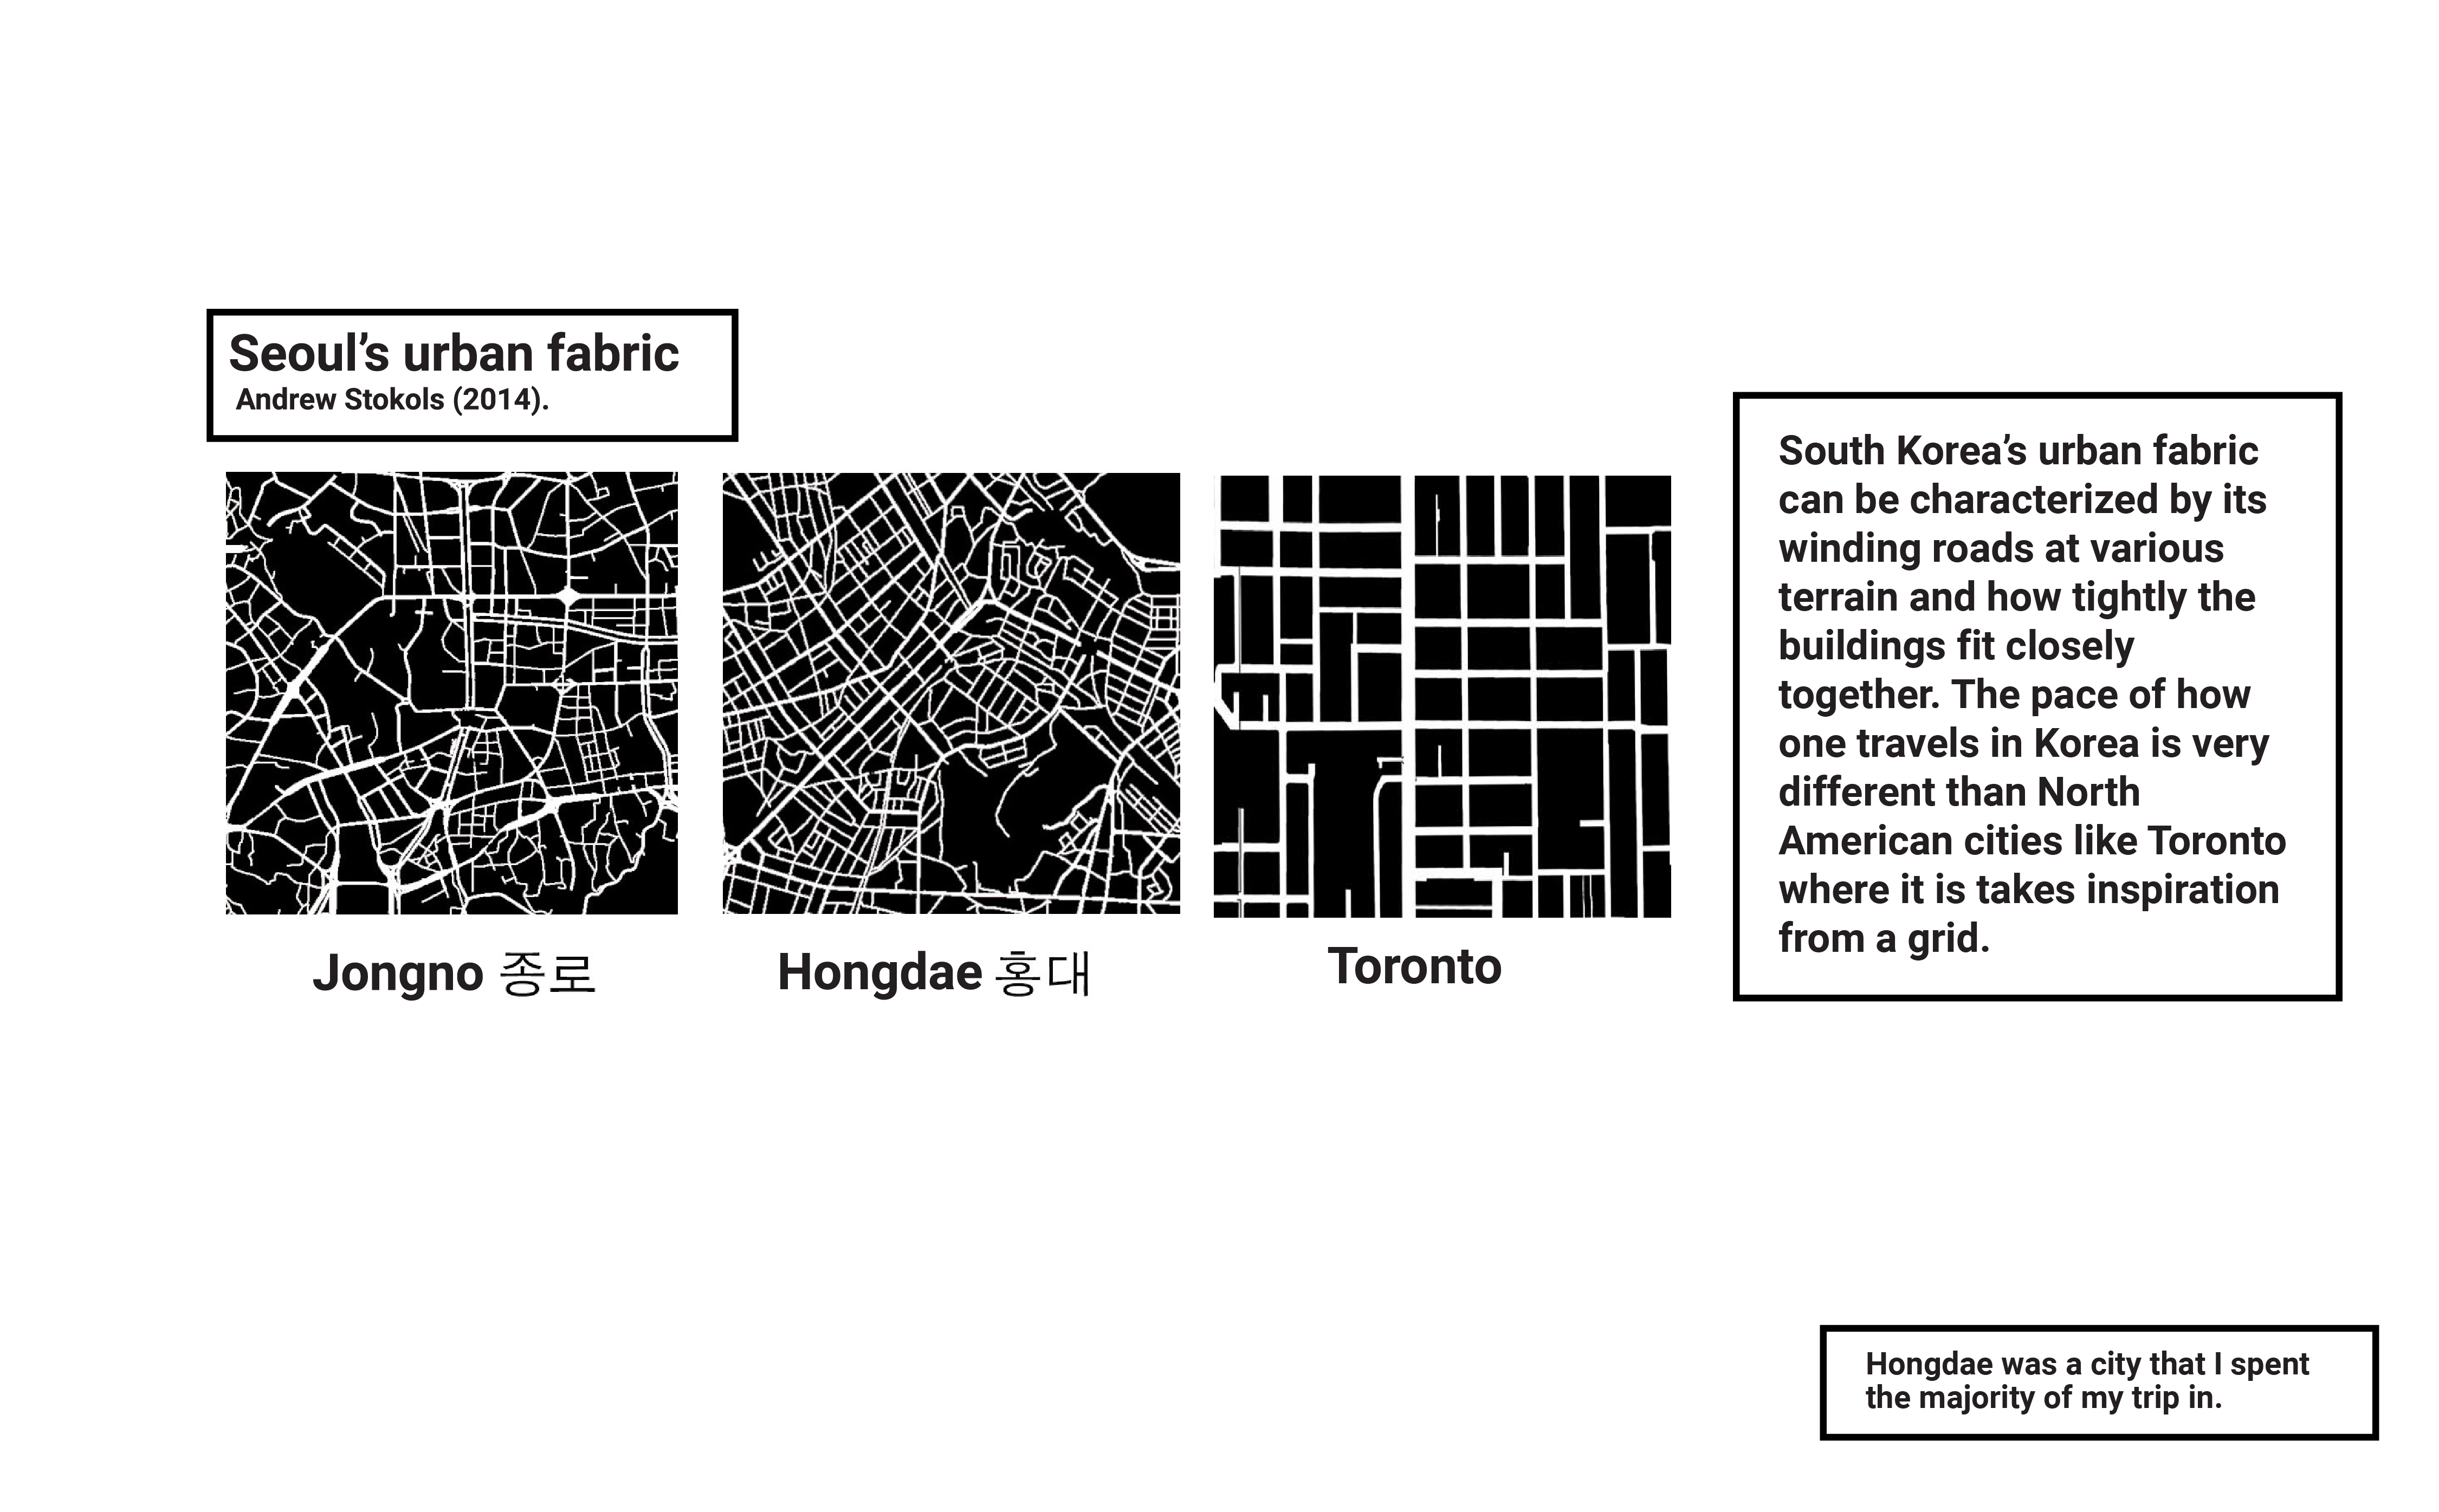 Seoul’s urban fabric
Andrew Stokols (2014).
Jongno 종로
Hongdae 홍대
Toronto
South Korea’s urban fabric
can be characterized by its
winding roads at various
terrain and how tightly the
buildings fit closely
together. The pace of how
one travels in Korea is very
different than North
American cities like Toronto
where it is takes inspiration
from a grid.
Hongdae was a city that I spent
the majority of my trip in.